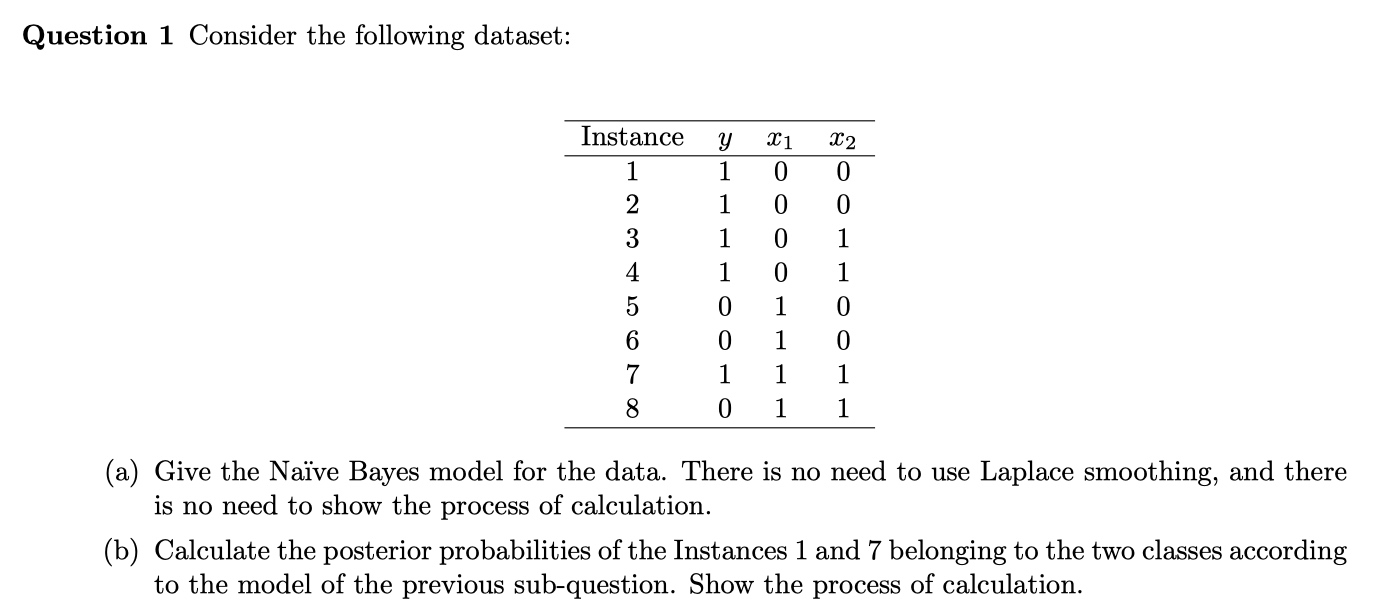 Question 1 Consider the following dataset:
Instance y x₁ x₂
1 1 0 0
2 1 0 0
3 1 0 1
4 1 0 1
5 0 1 0
6 0 1 0
7 1 1 1
8 0 1 1
(a) Give the Naïve Bayes model for the data. There is no need to use Laplace smoothing, and there
is no need to show the process of calculation.
(b) Calculate the posterior probabilities of the Instances 1 and 7 belonging to the two classes according
to the model of the previous sub-question. Show the process of calculation.